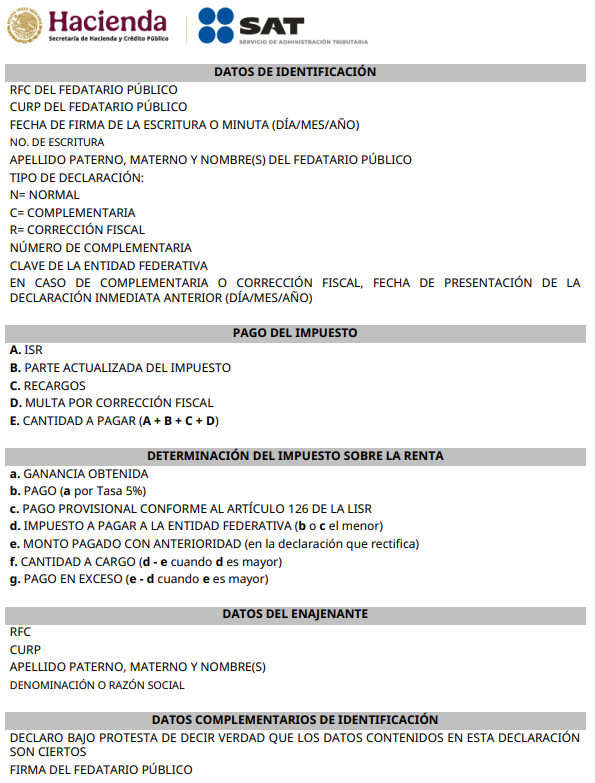 Hacienda
Secretaría de Hacienda y Crédito Público
SAT
SERVICIO DE ADMINISTRACIÓN TRIBUTARIA
DATOS DE IDENTIFICACIÓN
RFC DEL FEDATARIO PÚBLICO
CURP DEL FEDATARIO PÚBLICO
FECHA DE FIRMA DE LA ESCRITURA O MINUTA (DÍA/MES/AÑO)
NO. DE ESCRITURA
APELLIDO PATERNO, MATERNO Y NOMBRE(S) DEL FEDATARIO PÚBLICO
TIPO DE DECLARACIÓN:
N= NORMAL
C= COMPLEMENTARIA
R= CORRECCIÓN FISCAL
NÚMERO DE COMPLEMENTARIA
CLAVE DE LA ENTIDAD FEDERATIVA
EN CASO DE COMPLEMENTARIA O CORRECCIÓN FISCAL, FECHA DE PRESENTACIÓN DE LA
DECLARACIÓN INMEDIATA ANTERIOR (DÍA/MES/AÑO)
PAGO DEL IMPUESTO
A. ISR
B. PARTE ACTUALIZADA DEL IMPUESTO
C. RECARGOS
D. MULTA POR CORRECCIÓN FISCAL
E. CANTIDAD A PAGAR (A + B + C + D)
DETERMINACIÓN DEL IMPUESTO SOBRE LA RENTA
a. GANANCIA OBTENIDA
b. PAGO (a por Tasa 5%)
c. PAGO PROVISIONAL CONFORME AL ARTÍCULO 126 DE LA LISR
d. IMPUESTO A PAGAR A LA ENTIDAD FEDERATIVA (b o c el menor)
e. MONTO PAGADO CON ANTERIORIDAD (en la declaración que rectifica)
f. CANTIDAD A CARGO (d - e cuando d es mayor)
g. PAGO EN EXCESO (e - d cuando e es mayor)
DATOS DEL ENAJENANTE
RFC
CURP
APELLIDO PATERNO, MATERNO Y NOMBRE(S)
DENOMINACIÓN O RAZÓN SOCIAL
DATOS COMPLEMENTARIOS DE IDENTIFICACIÓN
DECLARO BAJO PROTESTA DE DECIR VERDAD QUE LOS DATOS CONTENIDOS EN ESTA DECLARACIÓN
SON CIERTOS
FIRMA DEL FEDATARIO PÚBLICO